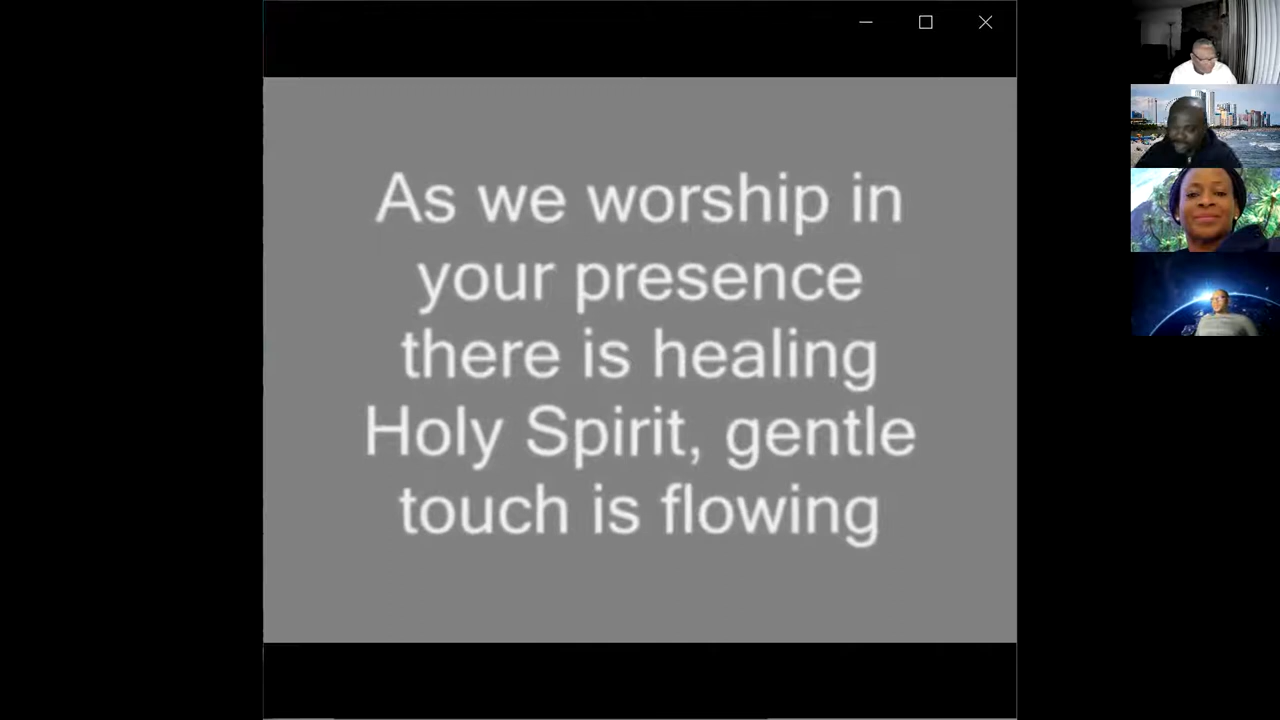 As we worship in
your presence
there is healing
Holy Spirit, gentle
touch is flowing